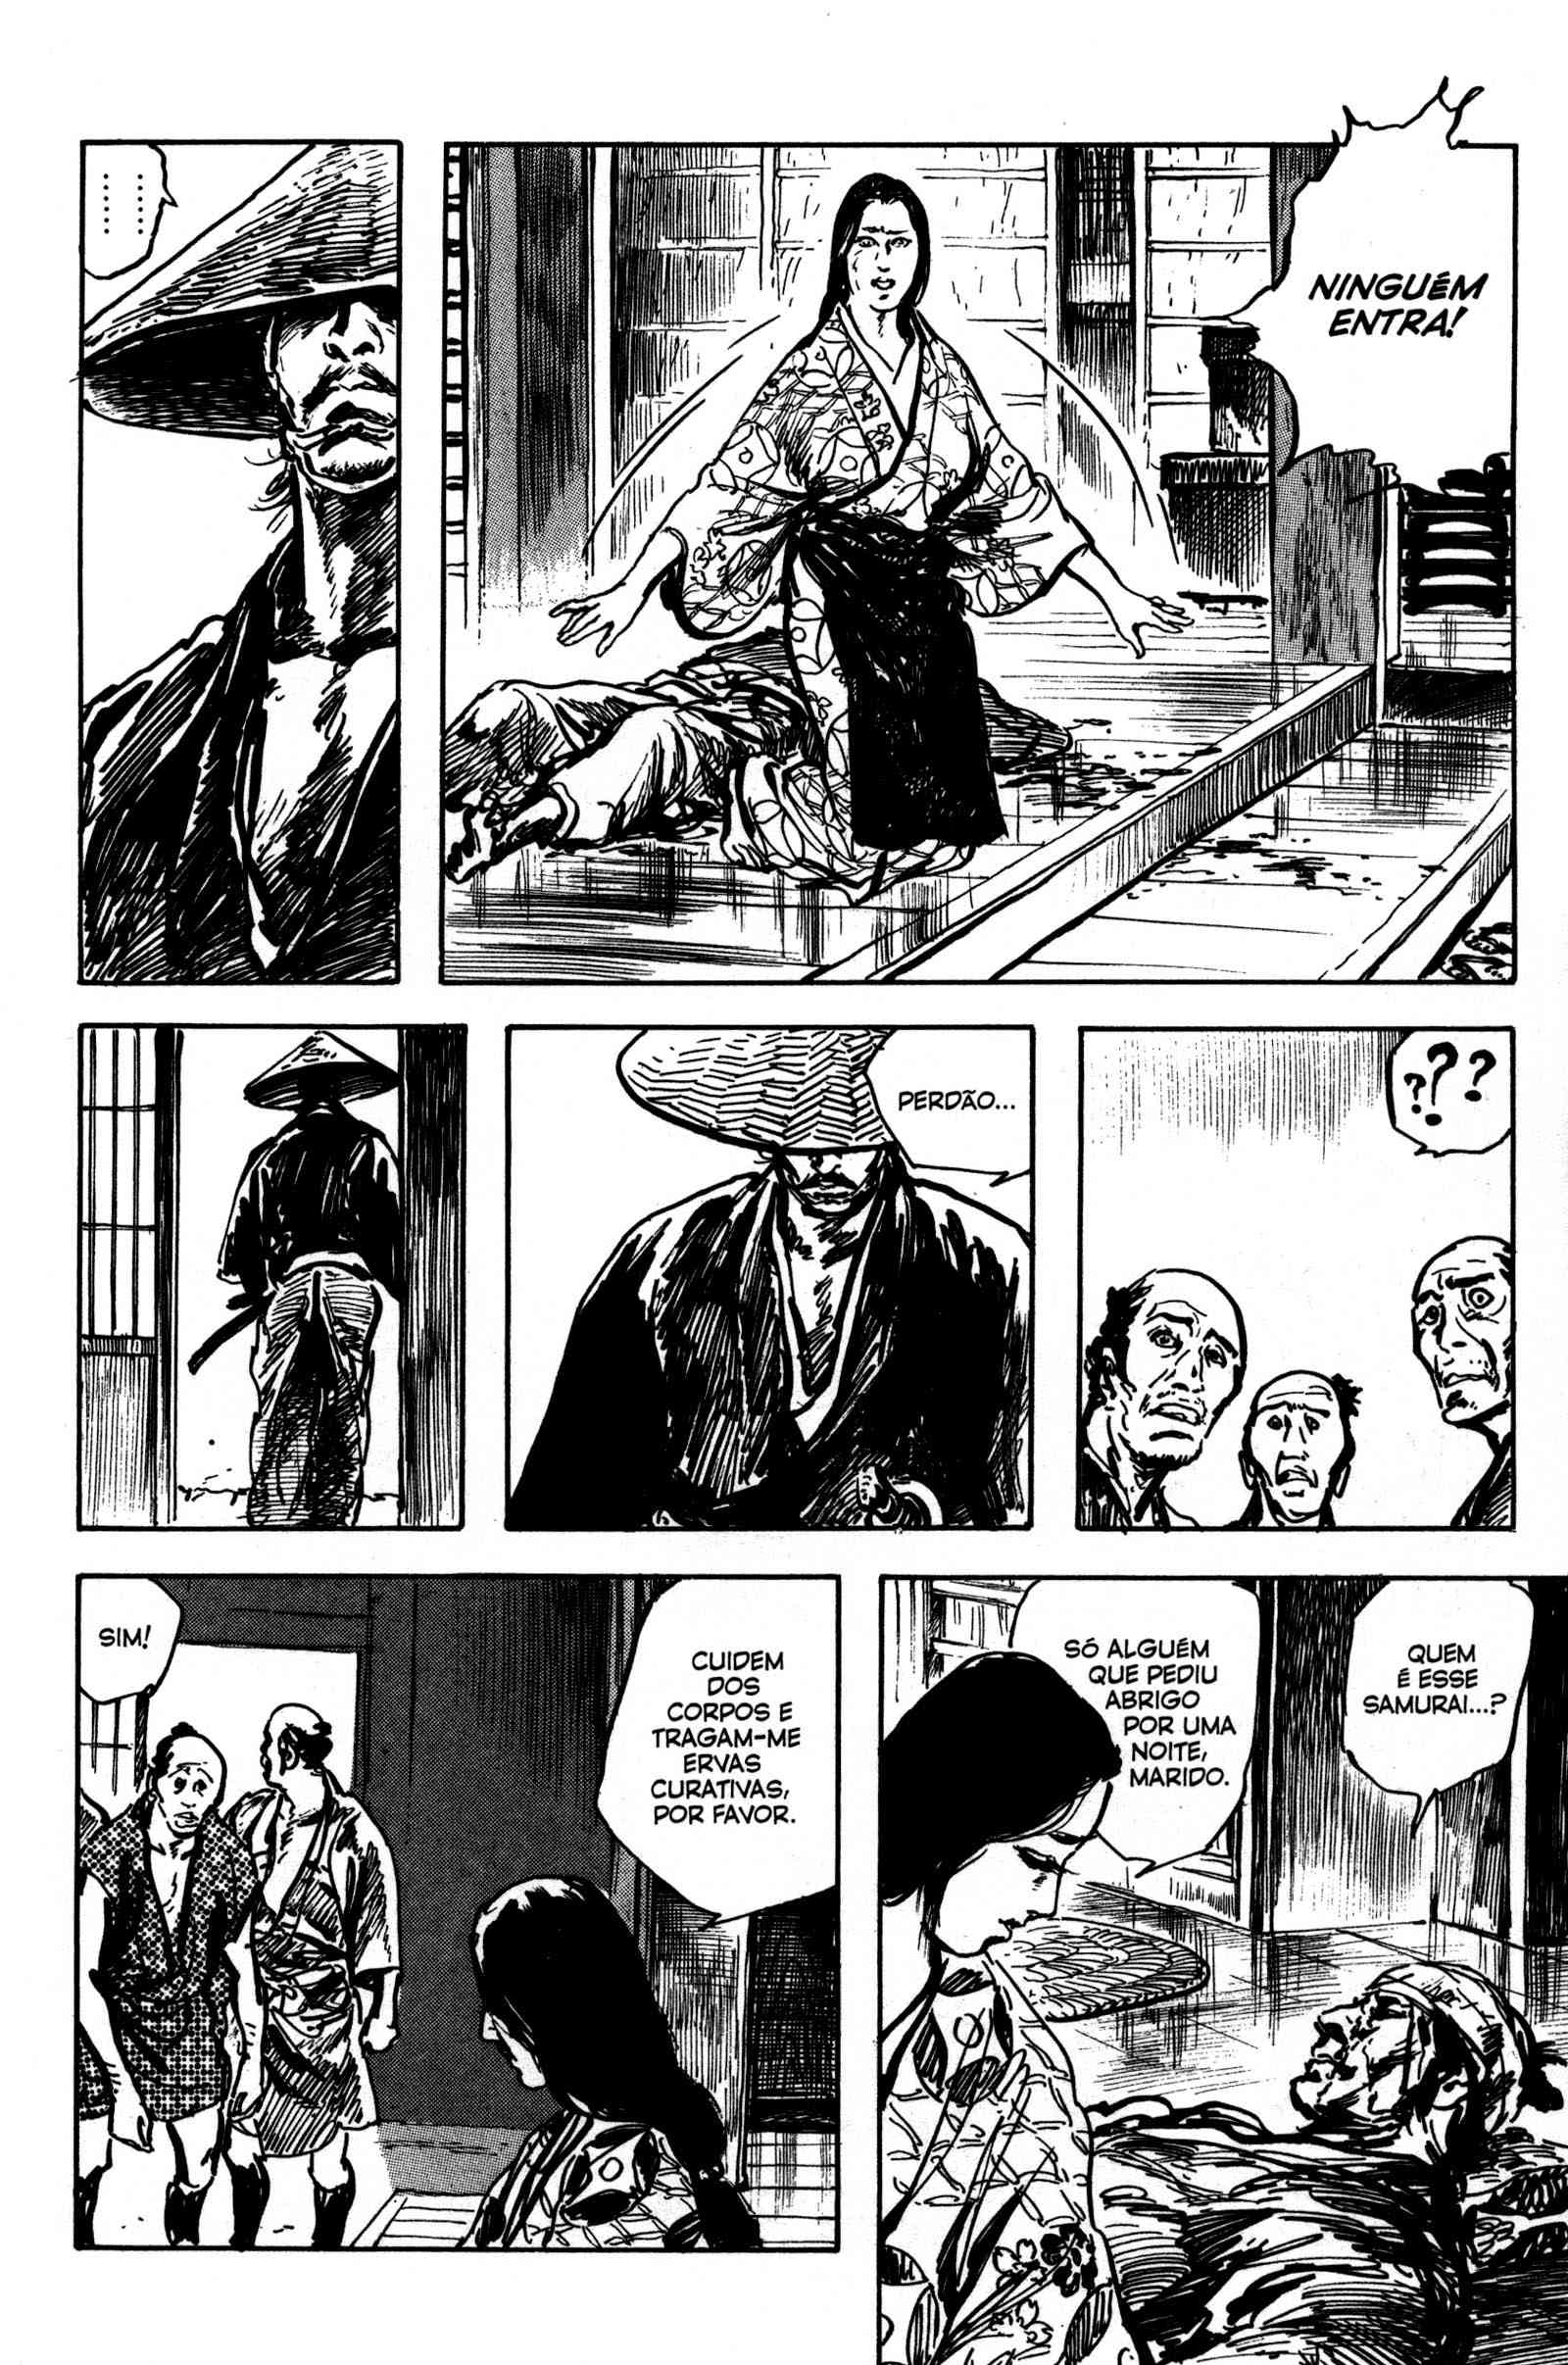 NINGUÉM
ENTRA!
......
......
???
PERDÃO...
QUEM
É ESSE
SAMURAI...?
SÓ ALGUÉM
QUE PEDIU
ABRIGO
POR UMA
NOITE,
MARIDO.
CUIDEM
DOS
CORPOS E
TRAGAM-ME
ERVAS
CURATIVAS,
POR FAVOR.
SIM!